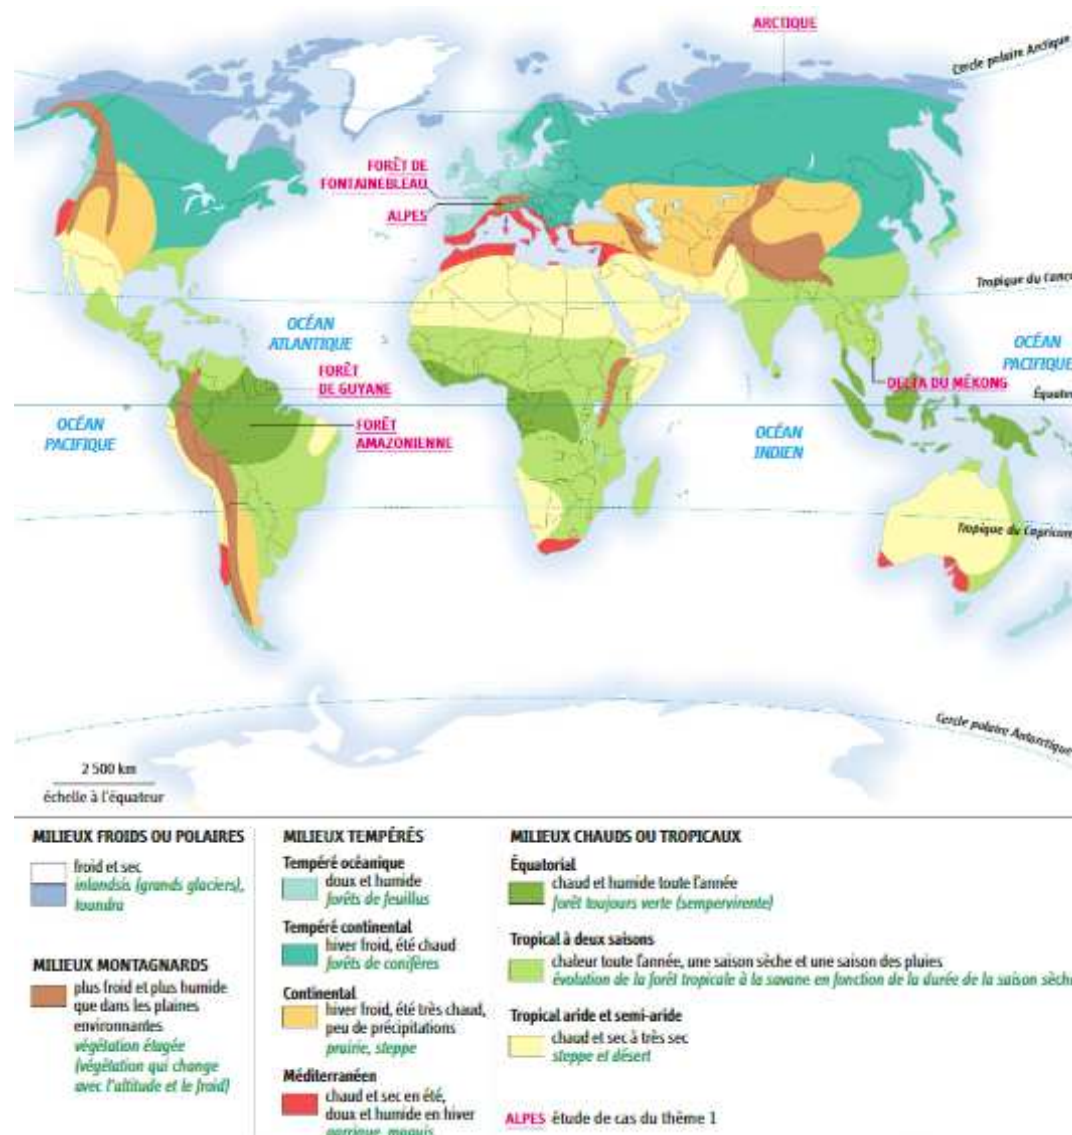 ARCTIQUE
Cercle polaire Arctique
FORÊT DE
FONTAINEBLEAU
ALPES
Tropique du Cance
OCÉAN
ATLANTIQUE
OCÉAN
PACIFIQUE
FORÊT
DE GUYANE
DELTA DU MÉKONG
Équateu
OCÉAN
PACIFIQUE
FORÊT
AMAZONIENNE
OCÉAN
INDIEN
Tropique du Capricorne
Cercle polaire Antarctique
2 500 km
échelle à l'équateur
MILIEUX FROIDS OU POLAIRES
froid et sec
inlandsis (grands glaciers),
toundra
MILIEUX MONTAGNARDS
plus froid et plus humide
que dans les plaines
environnantes
végétation étagée
(végétation qui change
avec l'altitude et le froid)
MILIEUX TEMPÉRÉS
Tempéré océanique
doux et humide
forêts de feuillus
Tempéré continental
hiver froid, été chaud
forêts de conifères
Continental
hiver froid, été très chaud,
peu de précipitations
prairie, steppe
Méditerranéen
chaud et sec en été,
doux et humide en hiver
garrigue, maquis
MILIEUX CHAUDS OU TROPICAUX
Équatorial
chaud et humide toute l'année
forêt toujours verte (sempervirente)
Tropical à deux saisons
chaleur toute l'année, une saison sèche et une saison des pluies
évolution de la forêt tropicale à la savane en fonction de la durée de la saison sèche
Tropical aride et semi-aride
chaud et sec à très sec
steppe et désert
ALPES étude de cas du thème 1